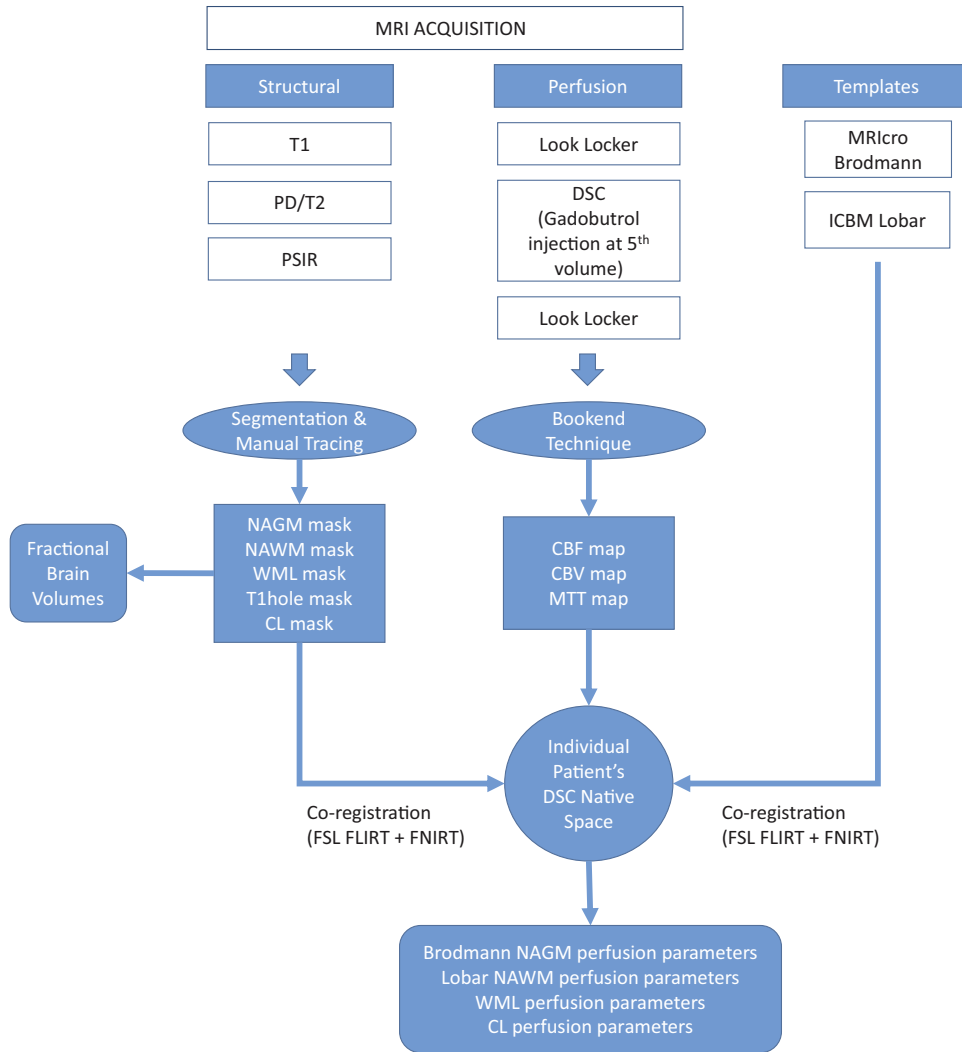 MRI ACQUISITION
Structural
Perfusion
Templates
T1
PD/T2
PSIR
Look Locker
DSC
(Gadobutrol
injection at 5th
volume)
Look Locker
MRIcro
Brodmann
ICBM Lobar
Segmentation &
Manual Tracing
Bookend
Technique
Fractional
Brain
Volumes
NAGM mask
NAWM mask
WML mask
T1hole mask
CL mask
CBF map
CBV map
MTT map
Individual
Patient's
DSC Native
Space
Co-registration
(FSL FLIRT + FNIRT)
Co-registration
(FSL FLIRT + FNIRT)
Brodmann NAGM perfusion parameters
Lobar NAWM perfusion parameters
WML perfusion parameters
CL perfusion parameters